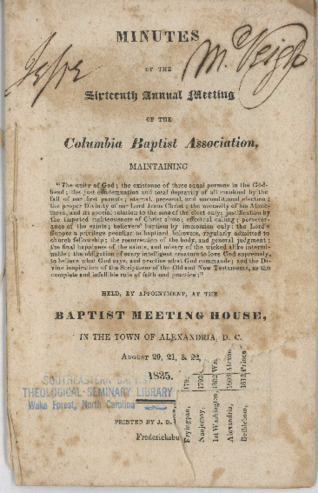 MINUTES
OF THE
Sixteenth Annual Meeting
OF THE
Columbia Baptist Association,
MAINTAINING
"The unity of God; the existence of three equal persons in the God-
head; the just condemnation and total depravity of all mankind by the
fall of our first parents; eternal, personal, and unconditional election;
the proper Divinity of our Lord Jesus Christ; the necessity of his
and its special relation to the sins of the elect only; justification by
the imputed righteousness of Christ alone; effectual calling; persever-
ance of the saints; believers' baptism by immersion only; the Lord's
Supper a privilege peculiar to baptized believers, regularly admitted to
church fellowship; the resurrection of the body, and general judgment;
the final happiness of the saints, and misery of the wicked alike intermi-
nable; the obligation of every intelligent creature to love God supremely,
to believe what God says, and practise what God commands; and the Di-
vine inspiration of the Scriptures of the Old and New Testaments, as the
complete and infallible rule of faith and practice."
HELD, BY APPOINTMENT, AT THE
BAPTIST MEETING HOUSE,
IN THE TOWN OF ALEXANDRIA, D. C.
August 20, 21, & 22,
1835.
SOUTHEASTERN BAPTIST
THEOLOGICAL SEMINARY LIBRARY
Wake Forest, North Carolina
PRINTED BY J. D.
Fredericksbu
Fryingpan,
Nanjemoy,
1st Washington, 1802
Alexandria,
Bethlehem,
Jesse